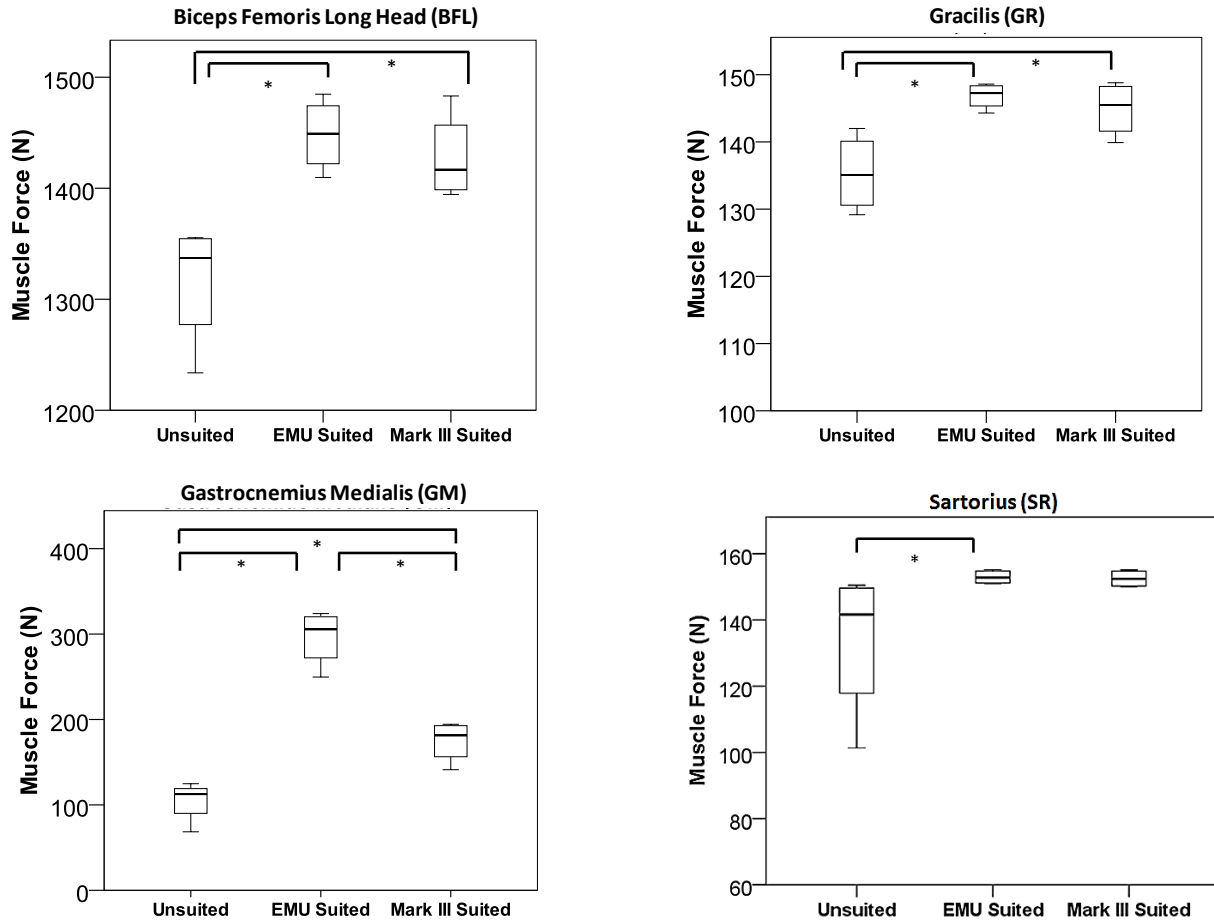 Biceps Femoris Long Head (BFL)
Muscle Force (N)
1500
1400
1300
1200
*
*
Unsuited EMU Suited Mark III Suited
Gracilis (GR)
Muscle Force (N)
150
140
130
120
110
100
*
*
Unsuited EMU Suited Mark III Suited
Gastrocnemius Medialis (GM)
Muscle Force (N)
400
300
200
100
0
*
*
*
Unsuited EMU Suited Mark III Suited
Sartorius (SR)
Muscle Force (N)
160
140
120
100
80
60
*
Unsuited EMU Suited Mark III Suited